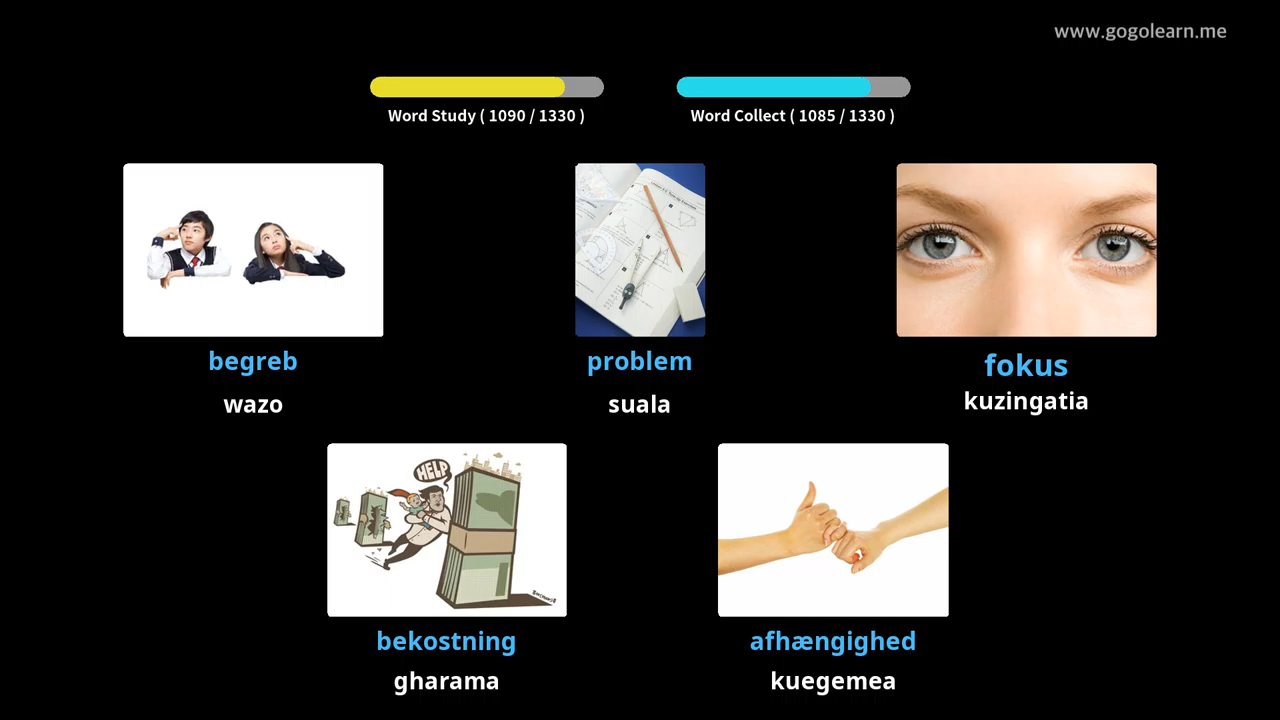 www.gogolearn.me
Word Study ( 1090 / 1330 )
Word Collect ( 1085 / 1330 )
begreb
wazo
problem
suala
fokus
kuzingatia
HELP
bekostning
gharama
afhængighed
kuegemea